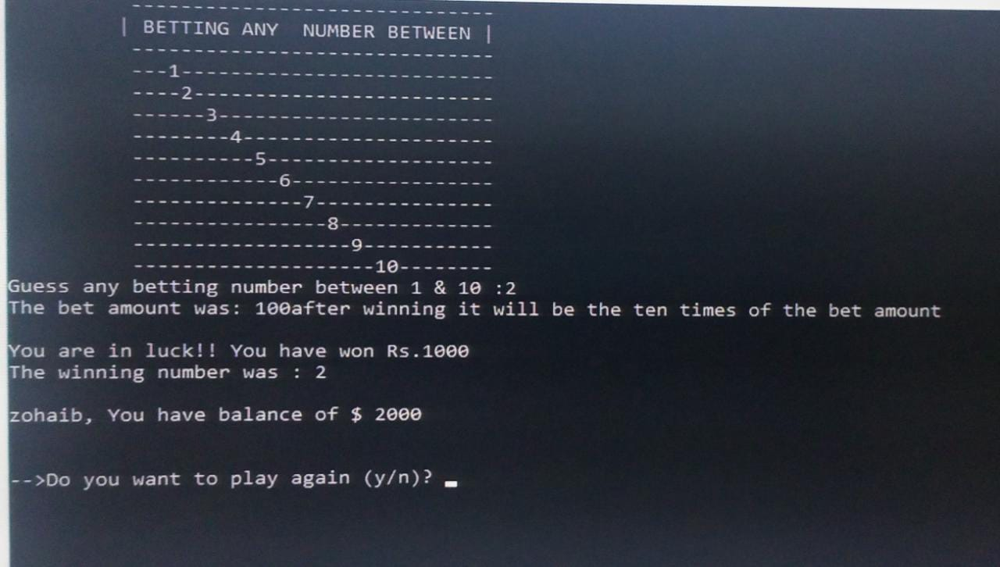 ------------------------------
| BETTING ANY  NUMBER BETWEEN |
------------------------------
---1--------------------------
----2-------------------------
------3-----------------------
--------4---------------------
----------5-------------------
------------6-----------------
--------------7---------------
----------------8-------------
------------------9-----------
--------------------10--------
Guess any betting number between 1 & 10 :2
The bet amount was: 100after winning it will be the ten times of the bet amount
You are in luck!! You have won Rs.1000
The winning number was : 2
zohaib, You have balance of $ 2000
-->Do you want to play again (y/n)?